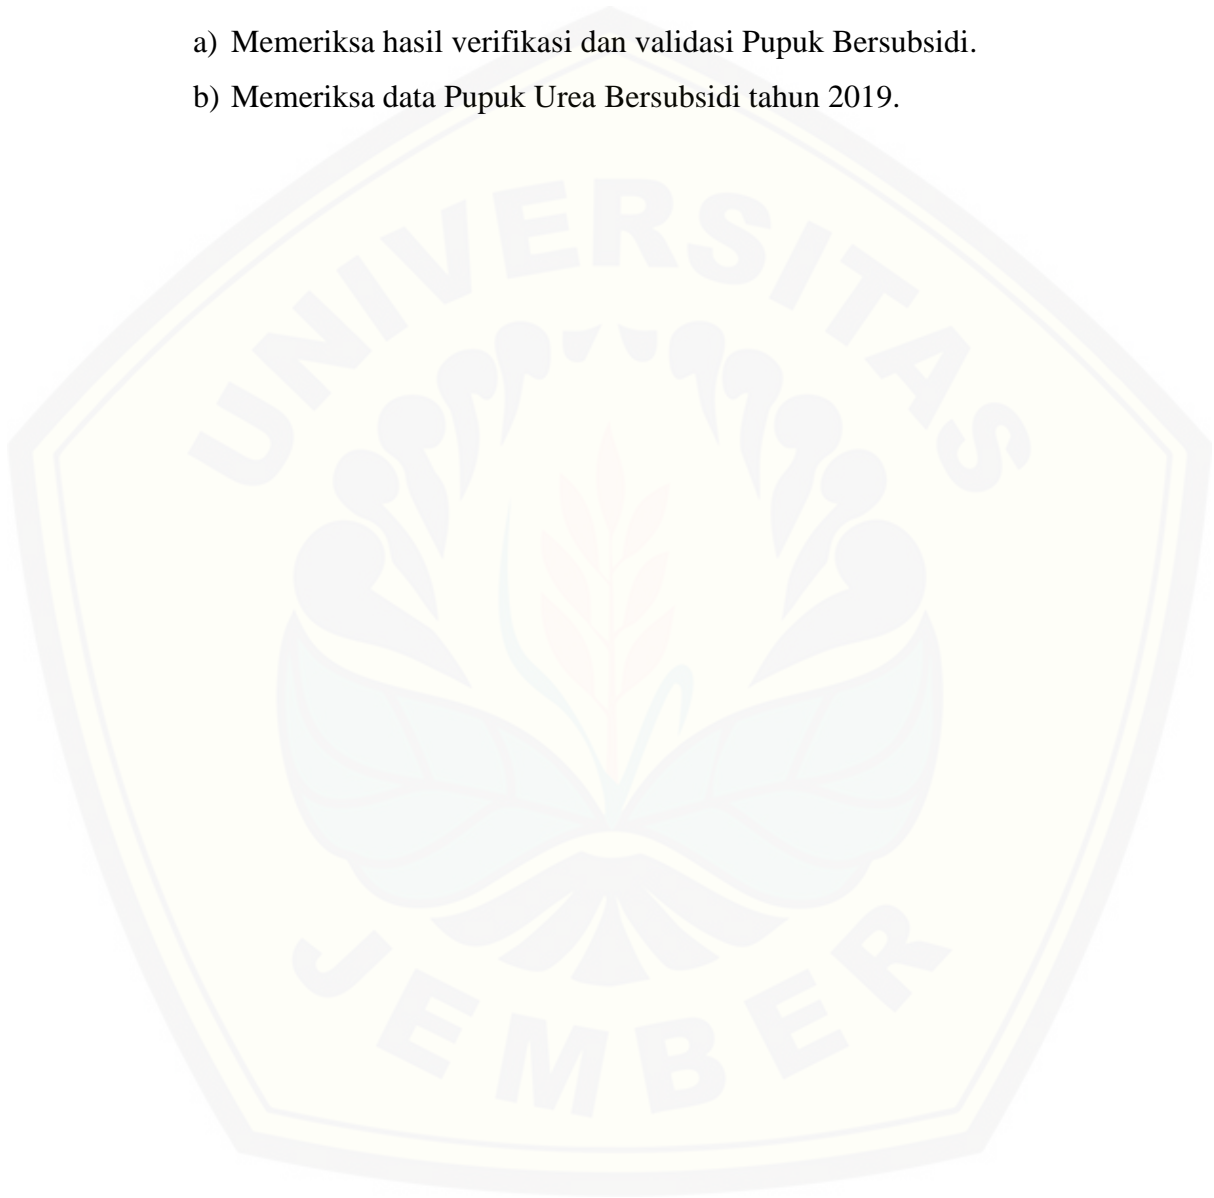 a) Memeriksa hasil verifikasi dan validasi Pupuk Bersubsidi.
b) Memeriksa data Pupuk Urea Bersubsidi tahun 2019.
UNIVERSITAS
JEMBER